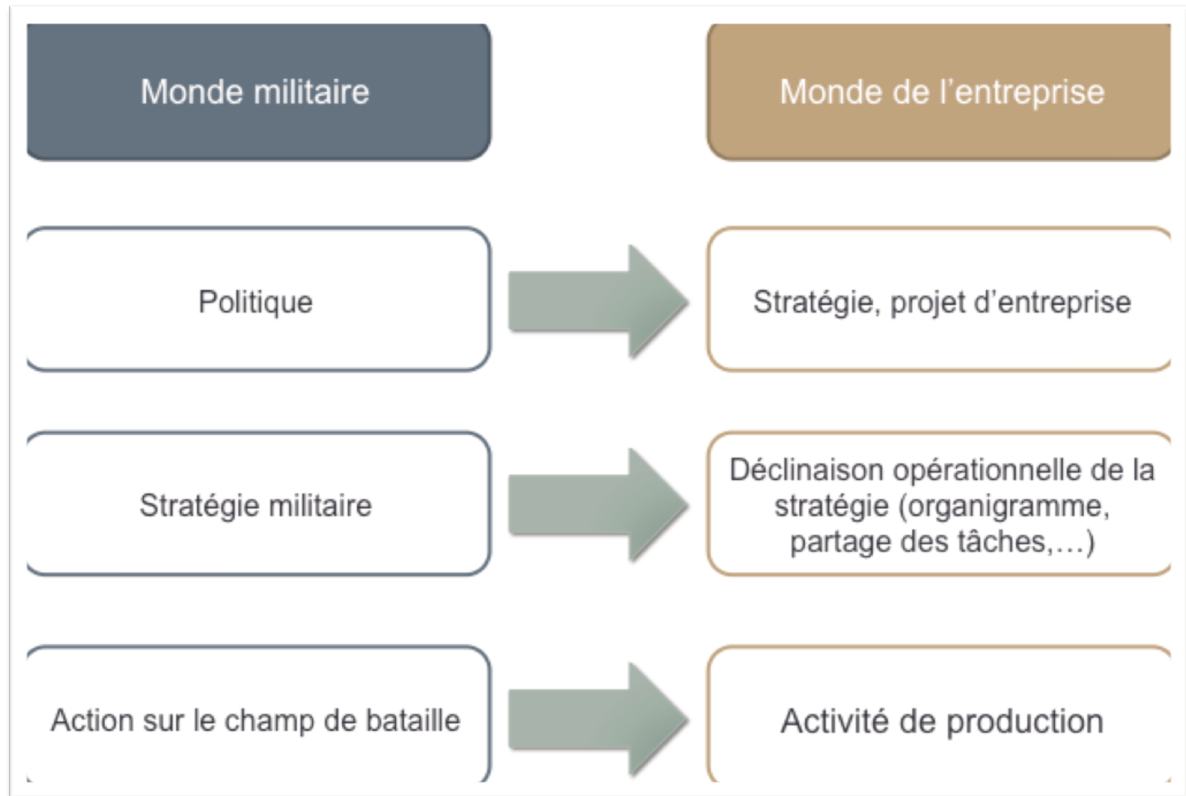 Monde militaire
Monde de l’entreprise
Politique
Stratégie, projet d’entreprise
Stratégie militaire
Déclinaison opérationnelle de la
stratégie (organigramme,
partage des tâches,…)
Action sur le champ de bataille
Activité de production